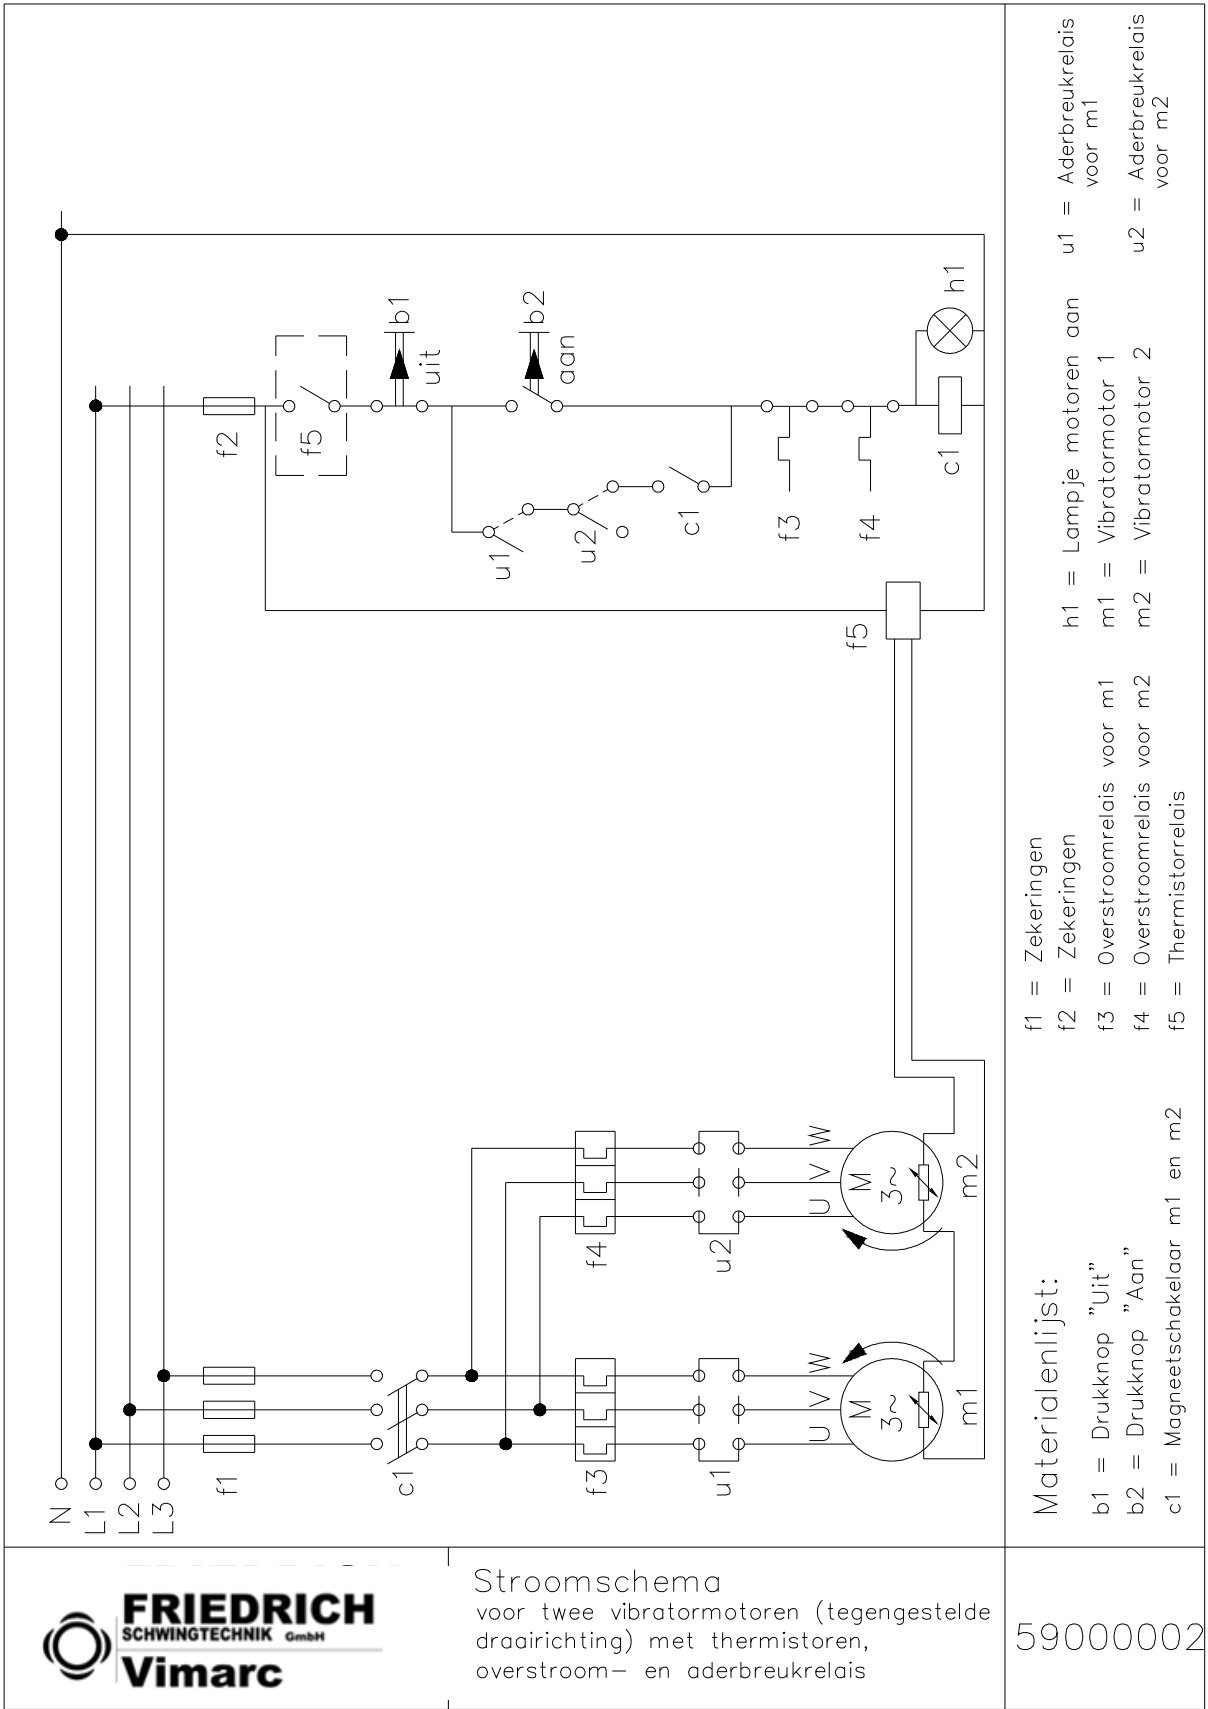 N
L1
L2
L3
f1
c1
f3
u1
U V W
M
3~
m1
f4
u2
U V W
M
3~
m2
f5
f2
f5
b1
uit
b2
aan
u1
u2
c1
f3
f4
c1
h1
Materialenlijst:
b1 = Drukknop "Uit"
b2 = Drukknop "Aan"
c1 = Magneetschakelaar m1 en m2
f1 = Zekeringen
f2 = Zekeringen
f3 = Overstroomrelais voor m1
f4 = Overstroomrelais voor m2
f5 = Thermistorrelais
h1 = Lampje motoren aan
m1 = Vibratormotor 1
m2 = Vibratormotor 2
u1 = Aderbreukrelais
voor m1
u2 = Aderbreukrelais
voor m2
FRIEDRICH
SCHWINGTECHNIK GmbH
Vimarc
Stroomschema
voor twee vibratormotoren (tegengestelde
draairichting) met thermistoren,
overstroom- en aderbreukrelais
59000002